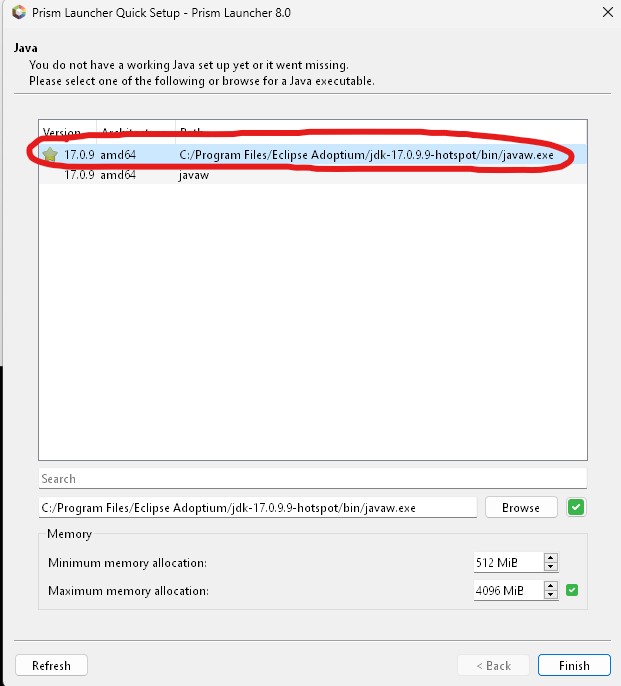 Prism Launcher Quick Setup - Prism Launcher 8.0
Java
You do not have a working Java set up yet or it went missing.
Please select one of the following or browse for a Java executable.
Version
17.0.9 amd64 C:/Program Files/Eclipse Adoptium/jdk-17.0.9.9-hotspot/bin/javaw.exe
17.0.9 amd64 javaw
Search
C:/Program Files/Eclipse Adoptium/jdk-17.0.9.9-hotspot/bin/javaw.exe Browse
Memory
Minimum memory allocation: 512 MiB
Maximum memory allocation: 4096 MiB
Refresh < Back Finish